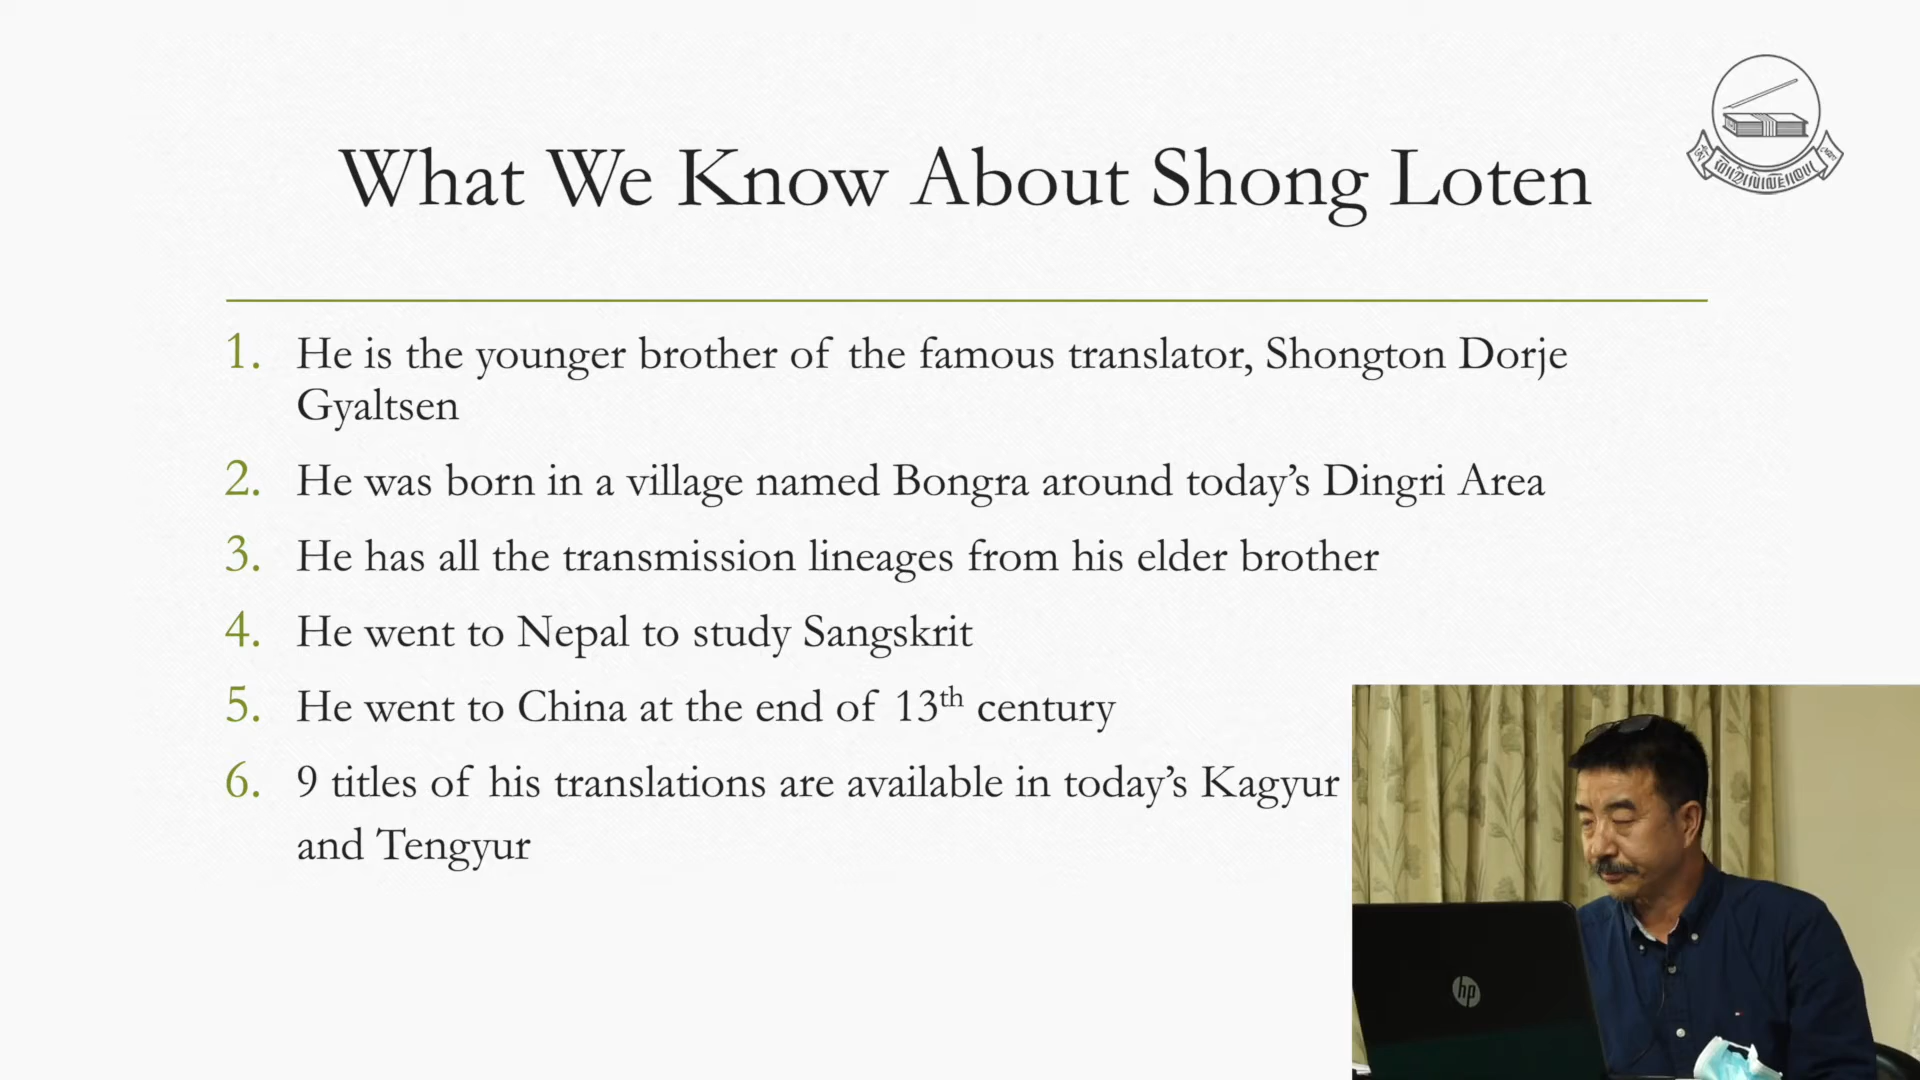 What We Know About Shong Loten
1. He is the younger brother of the famous translator, Shongton Dorje
Gyaltsen
2. He was born in a village named Bongra around today's Dingri Area
3. He has all the transmission lineages from his elder brother
4. He went to Nepal to study Sangskrit
5. He went to China at the end of 13th century
6. 9 titles of his translations are available in today's Kagyur
and Tengyur
hp